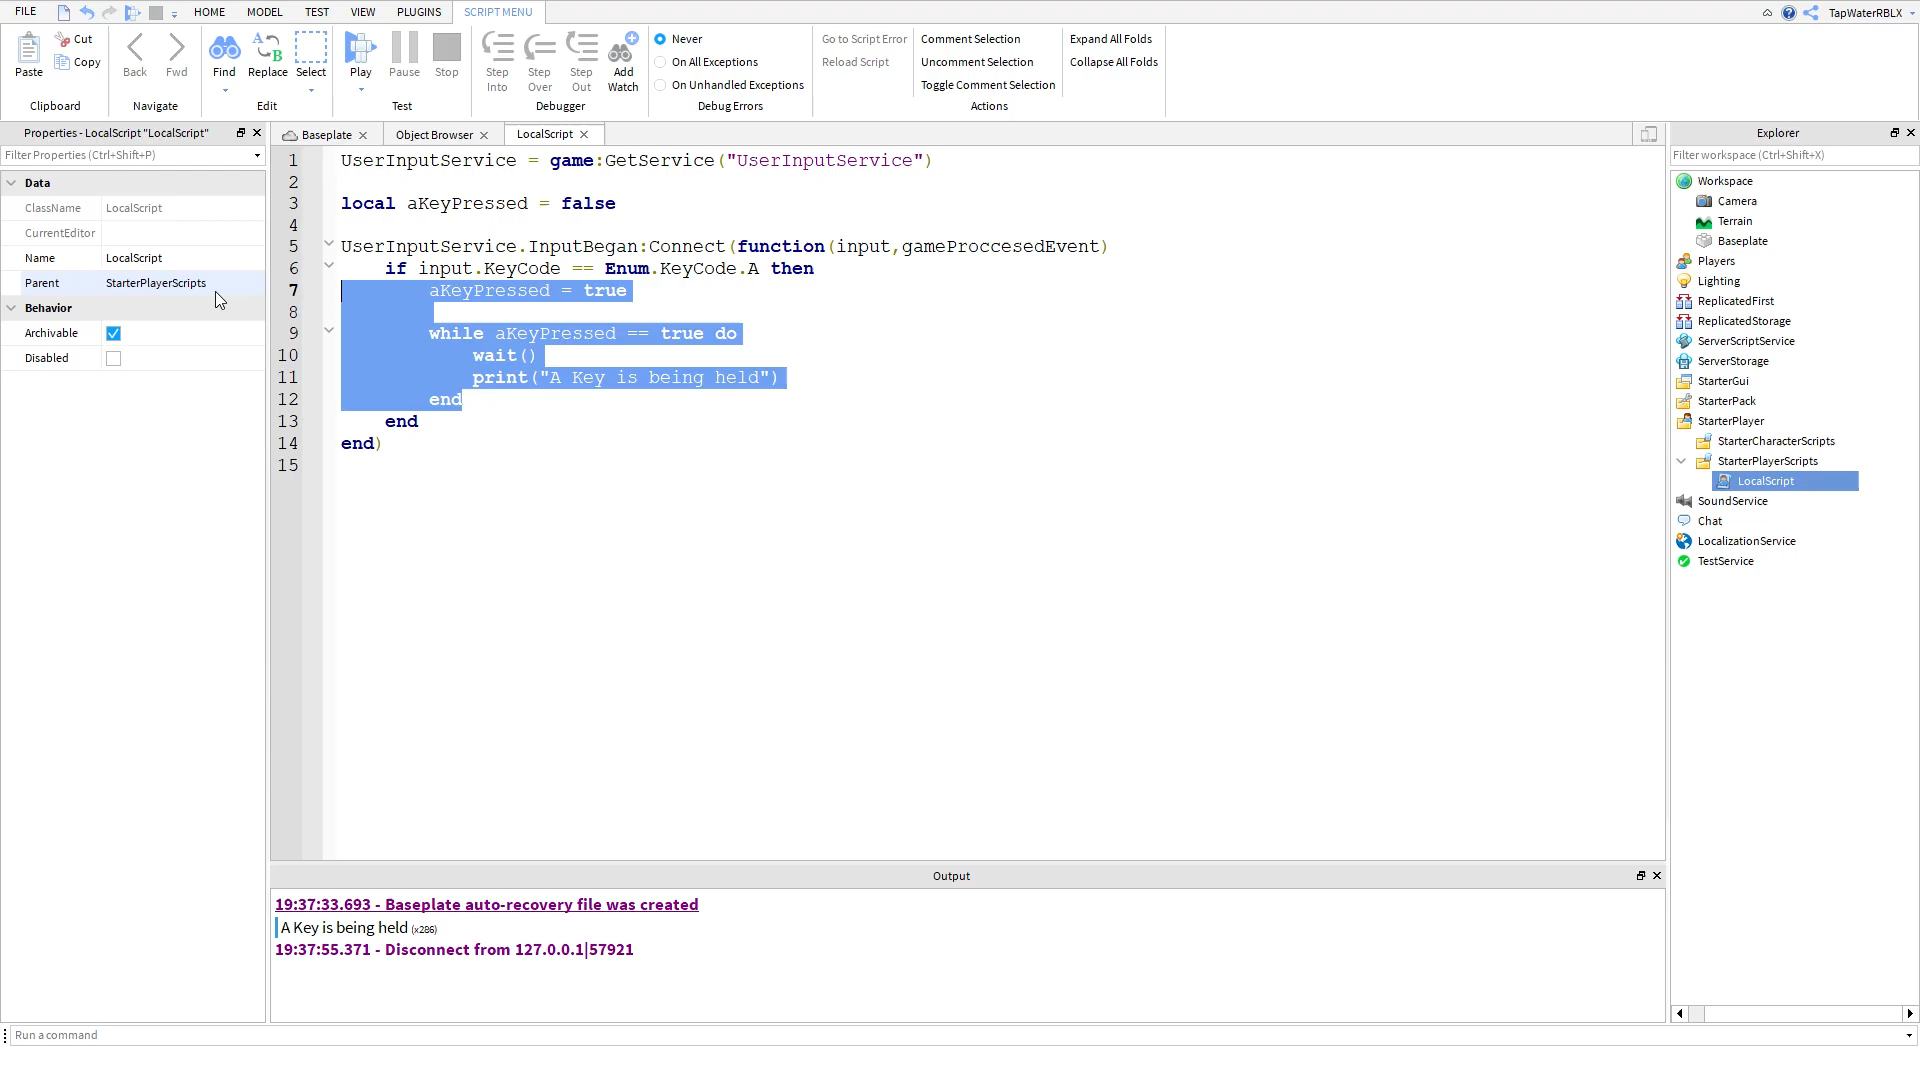 FILE HOME MODEL TEST VIEW PLUGINS SCRIPT MENU TapWaterRBLX
Paste Cut Copy
Clipboard
Back Fwd
Navigate
Find Replace Select
Edit
Play Pause Stop
Test
Step Into Step Over Step Out Add Watch
Debugger
Never
On All Exceptions
On Unhandled Exceptions
Debug Errors
Go to Script Error
Reload Script
Comment Selection
Uncomment Selection
Toggle Comment Selection
Actions
Expand All Folds
Collapse All Folds
Properties - LocalScript "LocalScript"
Filter Properties (Ctrl+Shift+P)
Data
ClassName LocalScript
CurrentEditor
Name LocalScript
Parent StarterPlayerScripts
Behavior
Archivable
Disabled
Baseplate Object Browser LocalScript
1 UserInputService = game:GetService("UserInputService")
2
3 local aKeyPressed = false
4
5 UserInputService.InputBegan:Connect(function(input,gameProccesedEvent)
6 if input.KeyCode == Enum.KeyCode.A then
7 aKeyPressed = true
8
9 while aKeyPressed == true do
10 wait()
11 print("A Key is being held")
12 end
13 end
14 end)
15
Output
19:37:33.693 - Baseplate auto-recovery file was created
A Key is being held (x286)
19:37:55.371 - Disconnect from 127.0.0.1|57921
Explorer
Filter workspace (Ctrl+Shift+X)
Workspace
Camera
Terrain
Baseplate
Players
Lighting
ReplicatedFirst
ReplicatedStorage
ServerScriptService
ServerStorage
StarterGui
StarterPack
StarterPlayer
StarterCharacterScripts
StarterPlayerScripts
LocalScript
SoundService
Chat
LocalizationService
TestService
Run a command